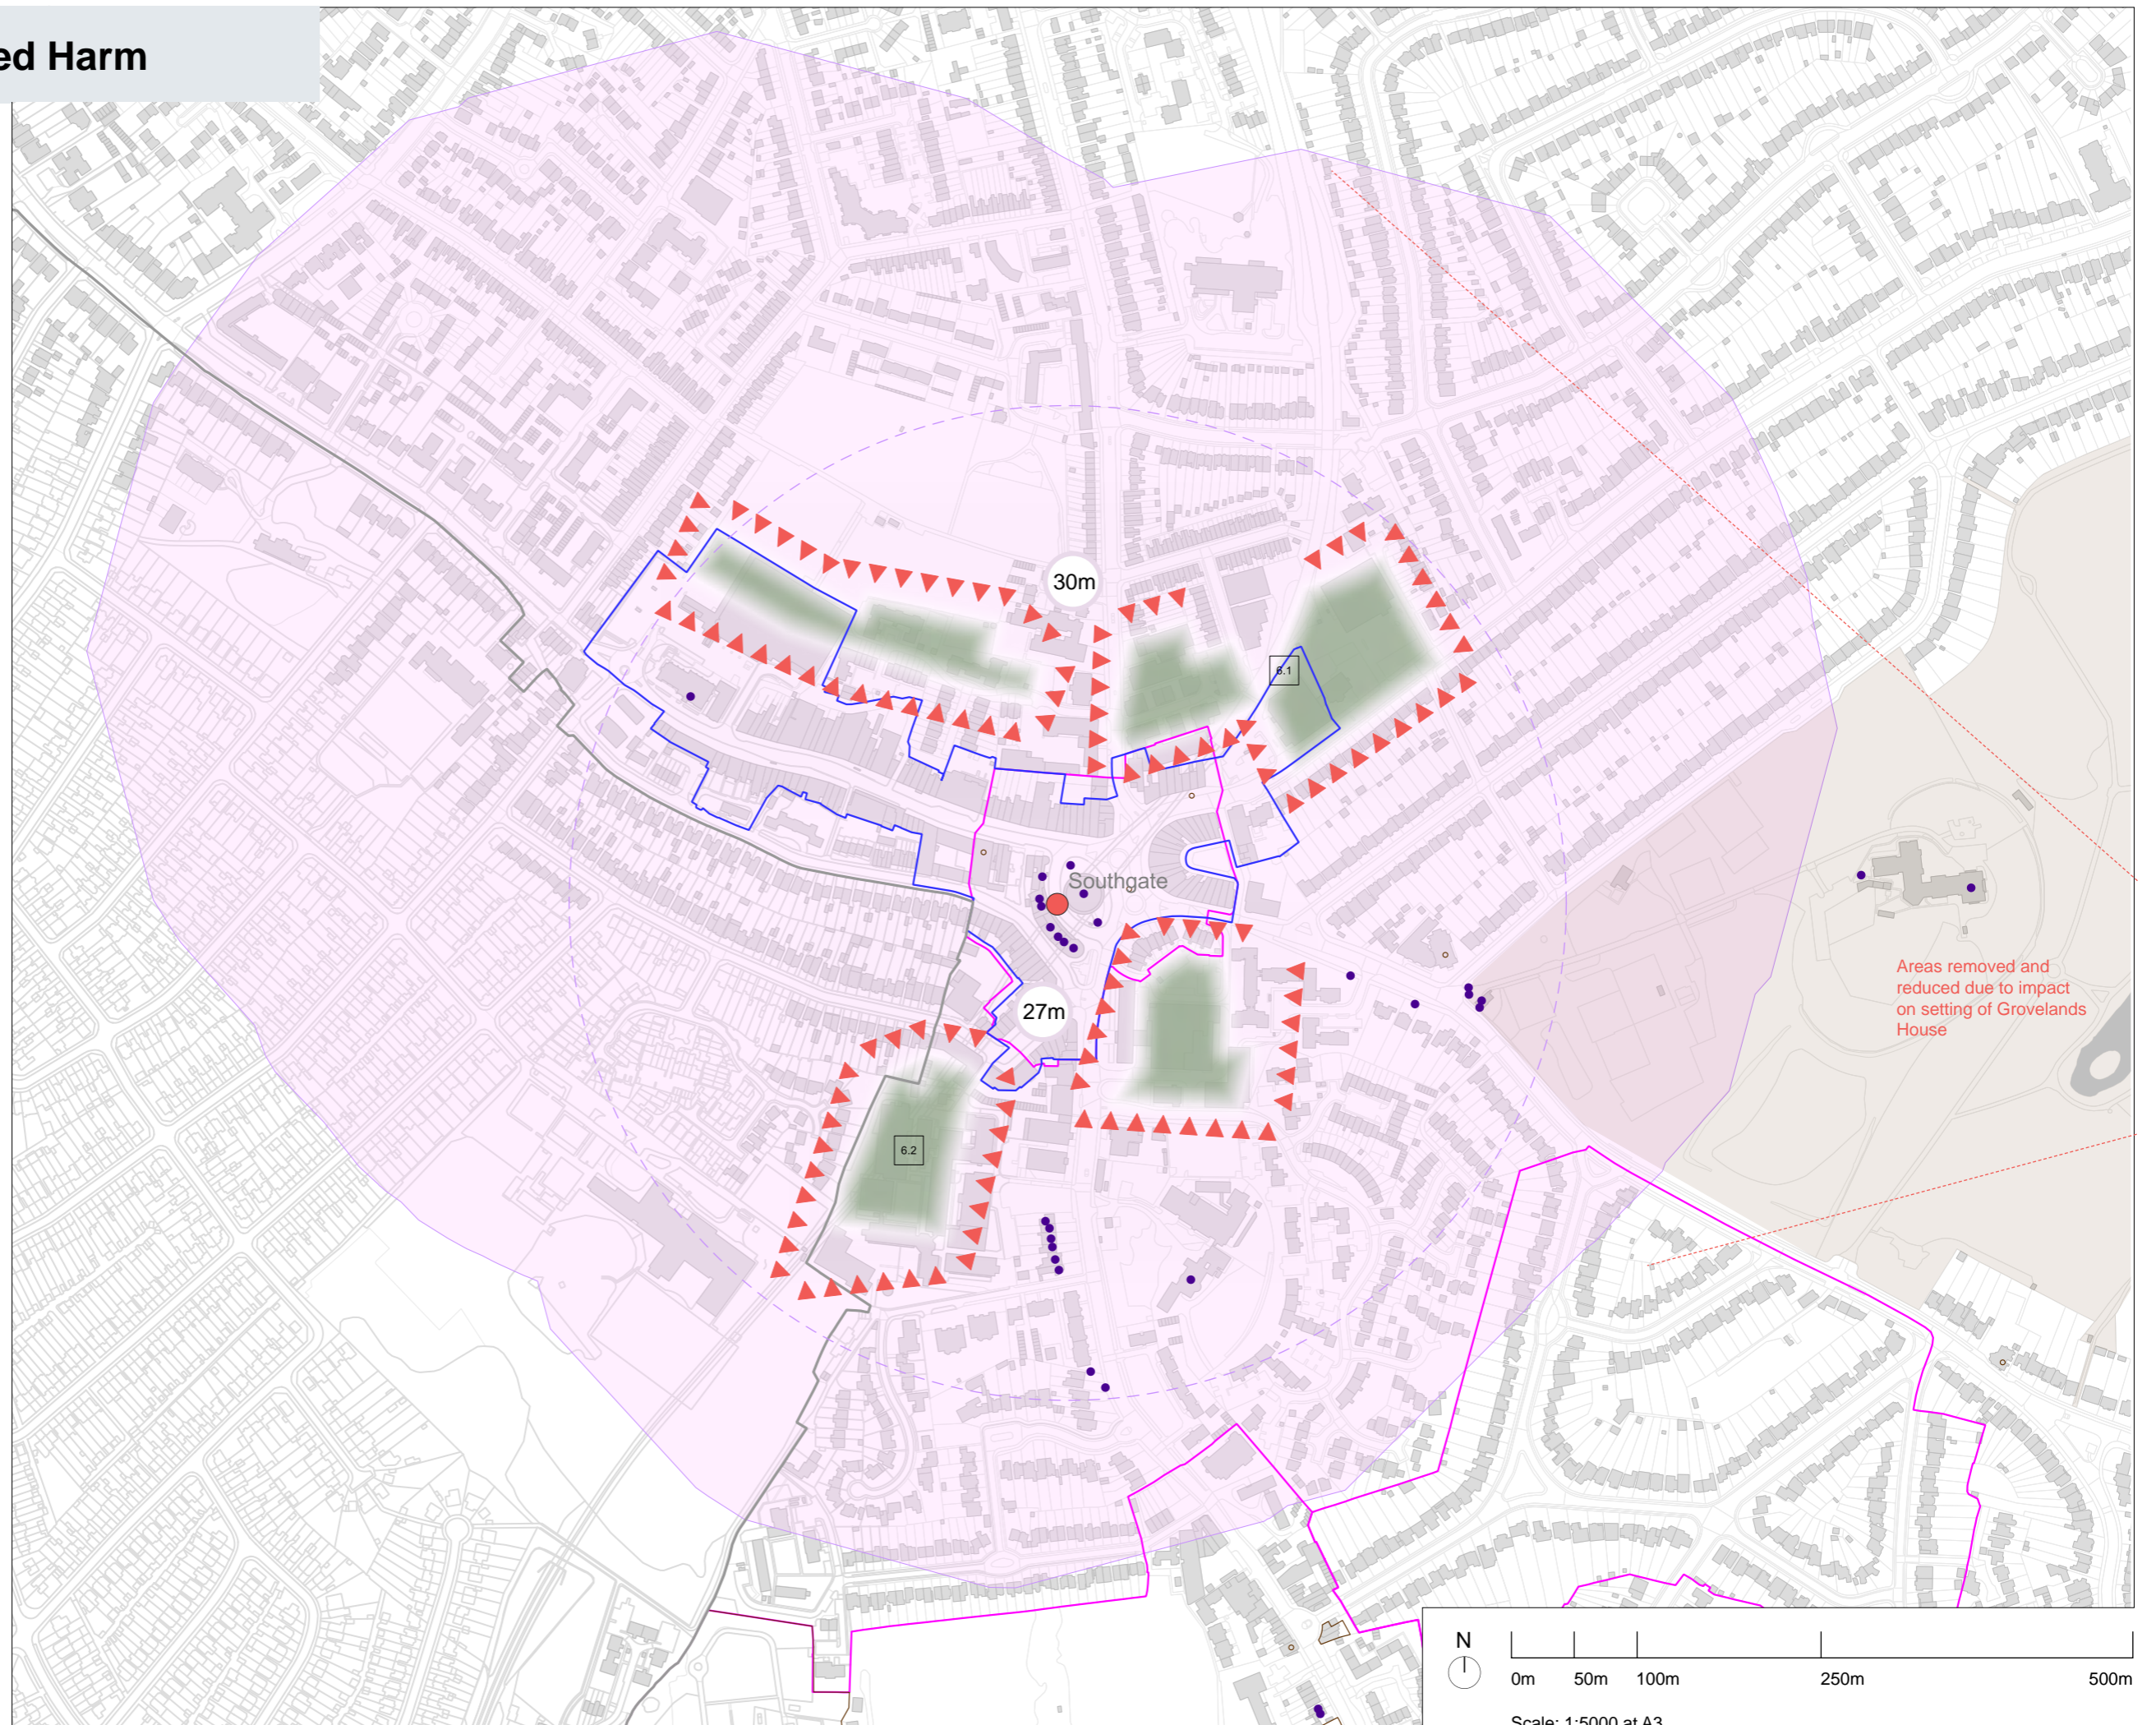 ed Harm
30m
6.1
Southgate
Areas removed and
reduced due to impact
on setting of Grovelands
House
27m
6.2
N
0m 50m 100m 250m 500m
Scale: 1:5000 at A3